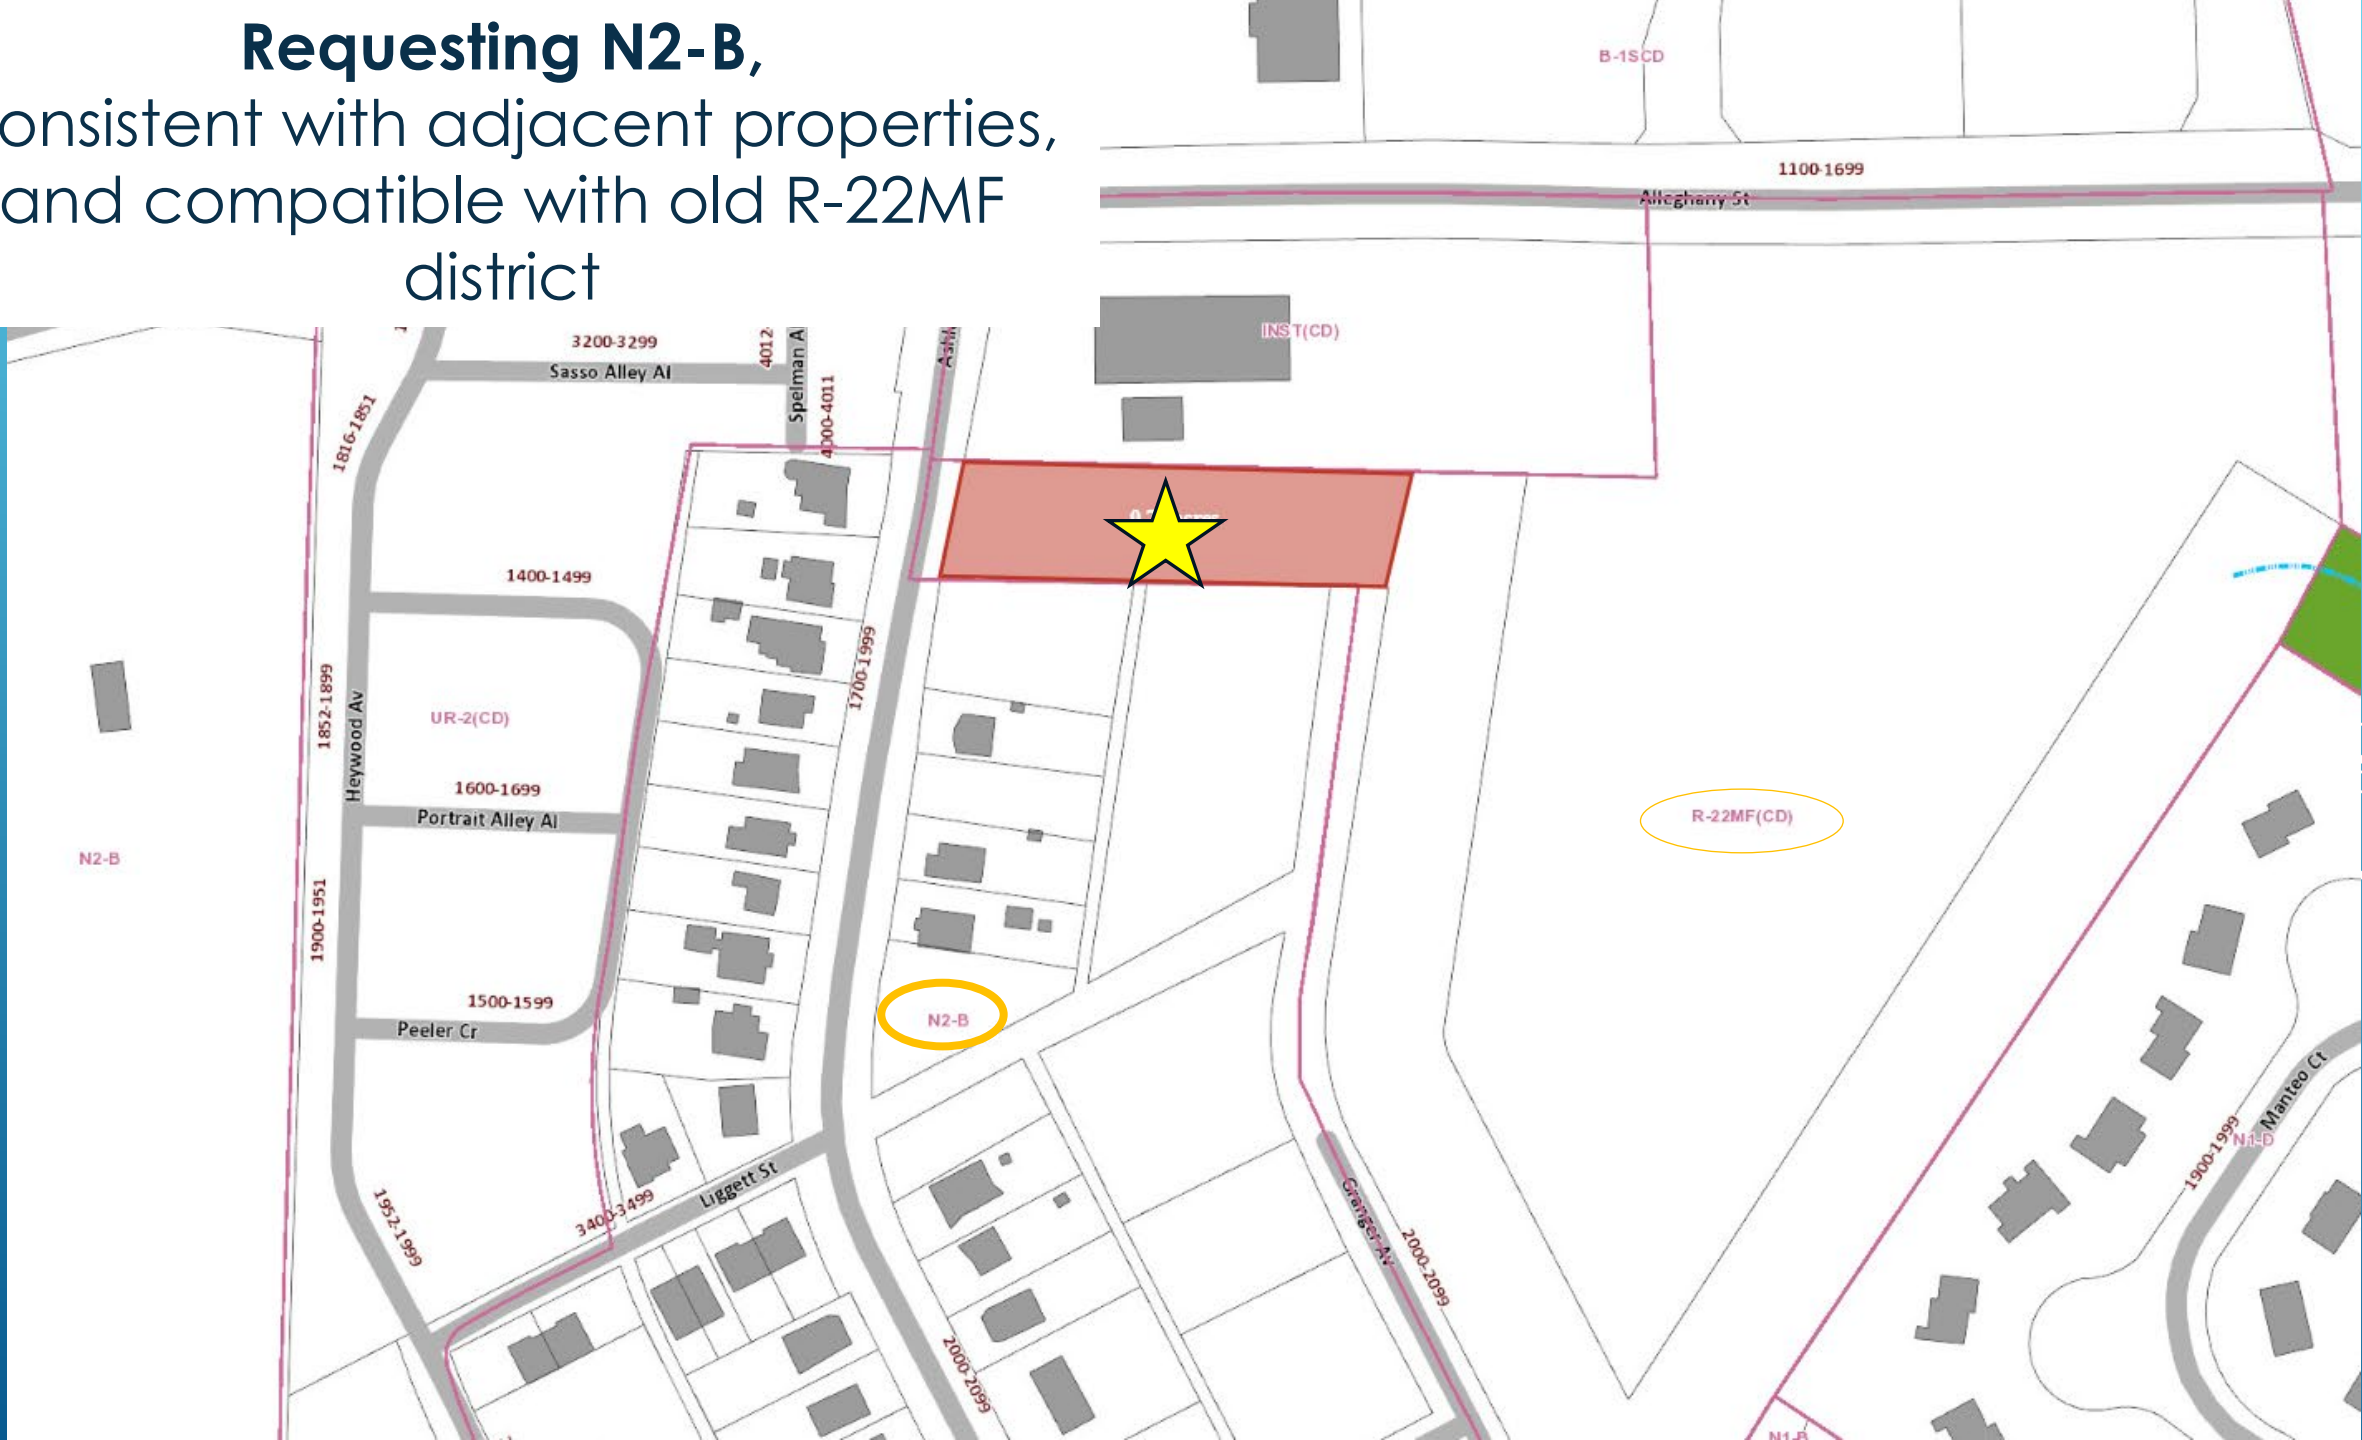 Requesting N2-B,
onsistent with adjacent properties,
and compatible with old R-22MF
district
B-1SCD
1100-1699
Alleghany St
INST(CD)
3200-3299
Sasso Alley Al
4012-
Spelman A
4000-4011
1816-1851
1400-1499
1700-1999
1852-1899
Heywood Av
UR-2(CD)
1600-1699
Portrait Alley Al
N2-B
R-22MF(CD)
1900-1951
1500-1599
Peeler Cr
N2-B
Manteo Ct
1900-1999
N1-D
Liggett St
3400-3499
1952-1999
Granger Av
2000-2099
2000-2099
N1-B